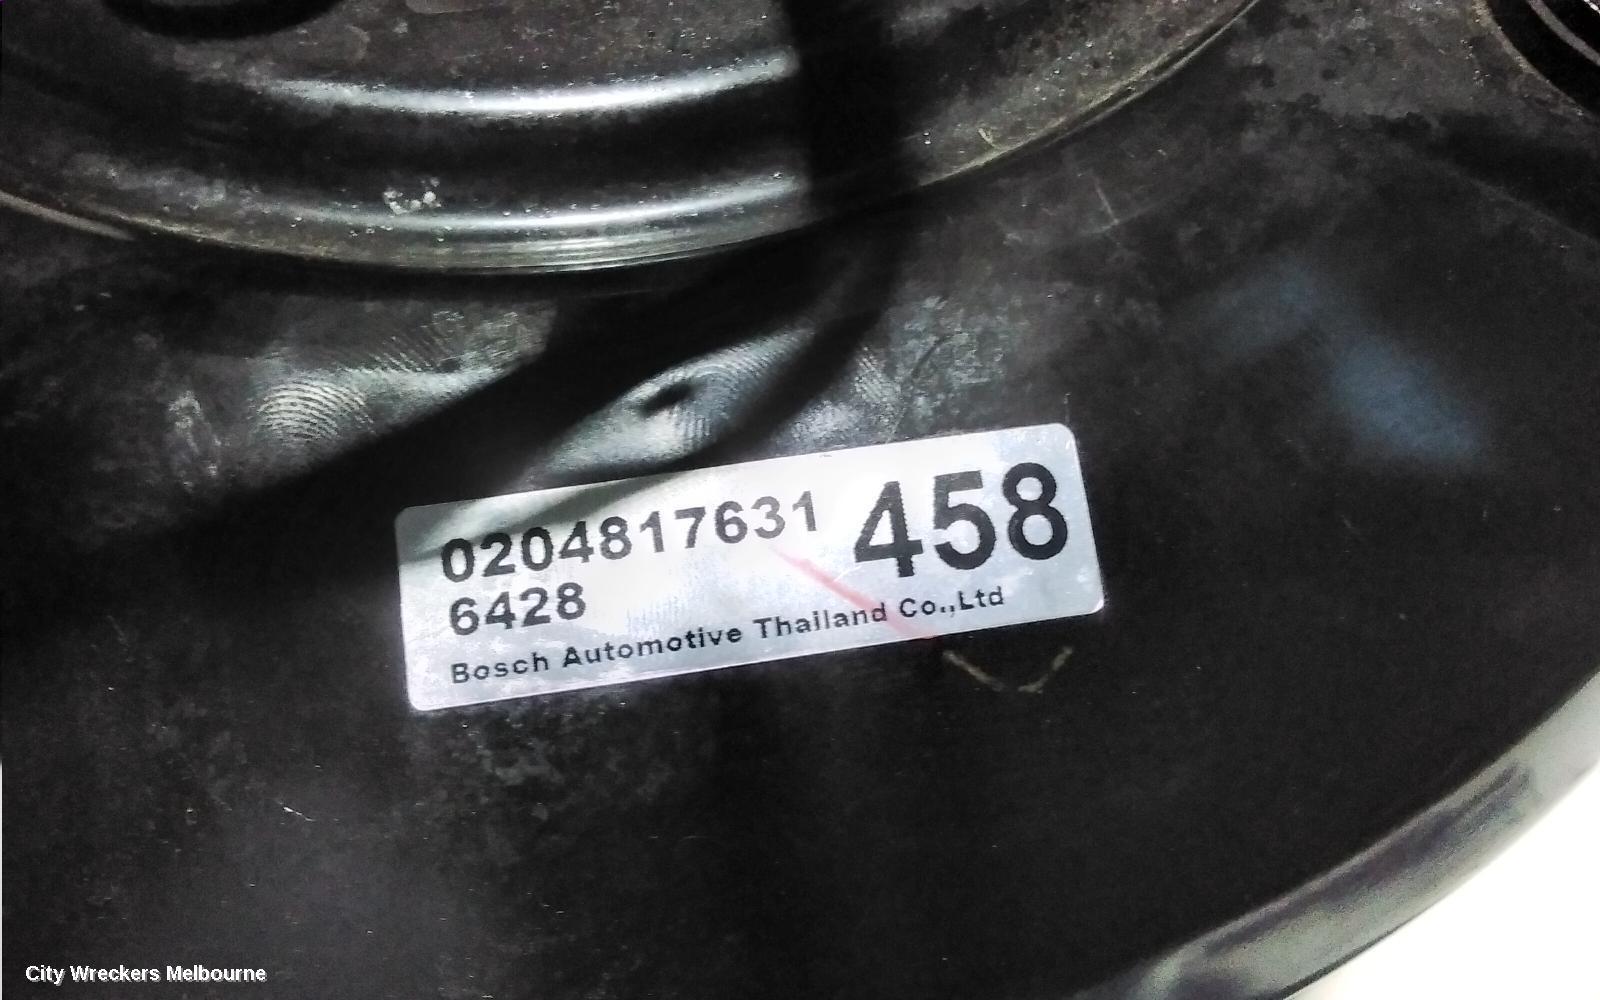 0204817631 458
6428
Bosch Automotive Thailand Co.,Ltd
City Wreckers Melbourne